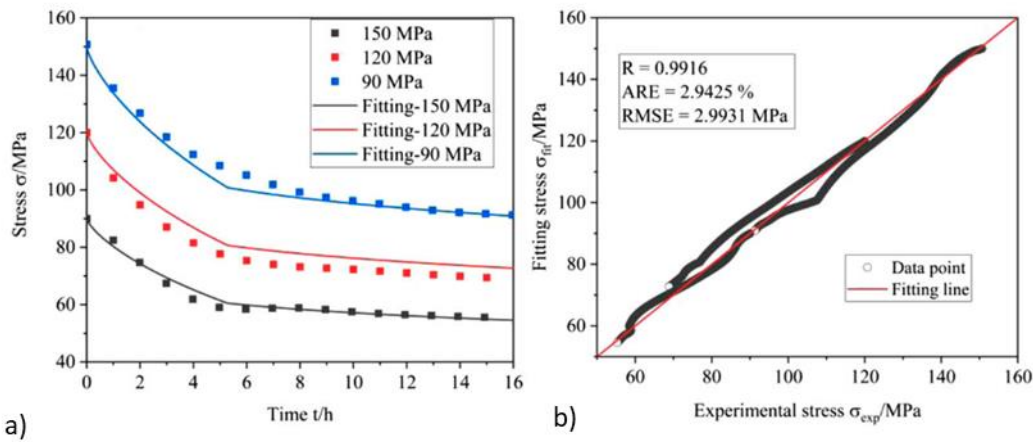 160
140
120
100
80
60
40
0
2
4
6
8
10
12
14
16
Stress σ/MPa
Time t/h
150 MPa
120 MPa
90 MPa
Fitting-150 MPa
Fitting-120 MPa
Fitting-90 MPa
a)
160
140
120
100
80
60
60
80
100
120
140
160
Fitting stress σfit/MPa
Experimental stress σexp/MPa
R = 0.9916
ARE = 2.9425 %
RMSE = 2.9931 MPa
Data point
Fitting line
b)